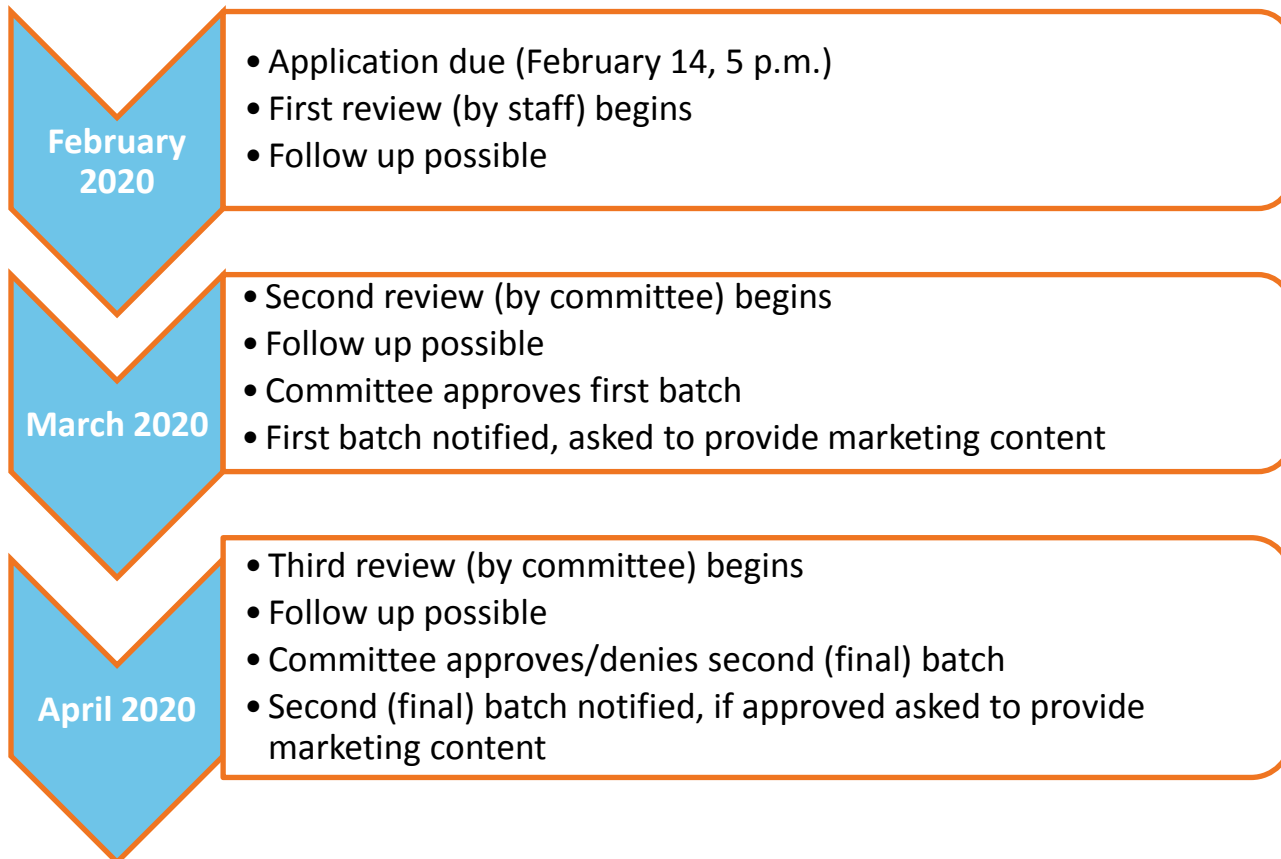 February
2020
• Application due (February 14, 5 p.m.)
• First review (by staff) begins
• Follow up possible
March 2020
• Second review (by committee) begins
• Follow up possible
• Committee approves first batch
• First batch notified, asked to provide marketing content
April 2020
• Third review (by committee) begins
• Follow up possible
• Committee approves/denies second (final) batch
• Second (final) batch notified, if approved asked to provide
marketing content